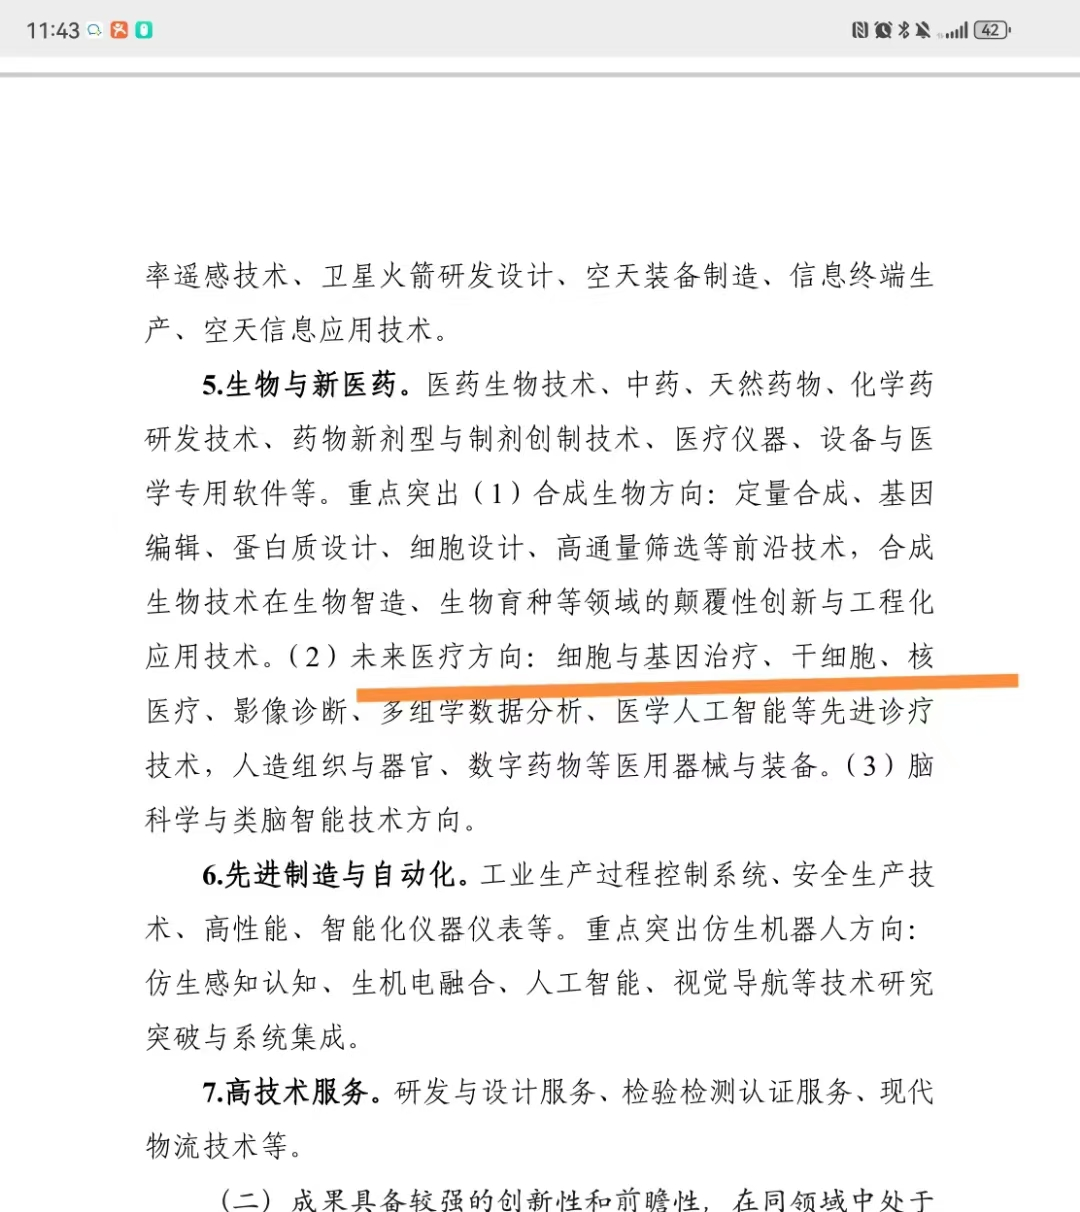 11:43
42
率遥感技术、卫星火箭研发设计、空天装备制造、信息终端生
产、空天信息应用技术。
5.生物与新医药。医药生物技术、中药、天然药物、化学药
研发技术、药物新剂型与制剂创制技术、医疗仪器、设备与医
学专用软件等。重点突出（1）合成生物方向：定量合成、基因
编辑、蛋白质设计、细胞设计、高通量筛选等前沿技术，合成
生物技术在生物智造、生物育种等领域的颠覆性创新与工程化
应用技术。（2）未来医疗方向：细胞与基因治疗、干细胞、核
医疗、影像诊断、多组学数据分析、医学人工智能等先进诊疗
技术，人造组织与器官、数字药物等医用器械与装备。（3）脑
科学与类脑智能技术方向。
6.先进制造与自动化。工业生产过程控制系统、安全生产技
术、高性能、智能化仪器仪表等。重点突出仿生机器人方向：
仿生感知认知、生机电融合、人工智能、视觉导航等技术研究
突破与系统集成。
7.高技术服务。研发与设计服务、检验检测认证服务、现代
物流技术等。
（二）成果具备较强的创新性和前瞻性，在同领域中处于